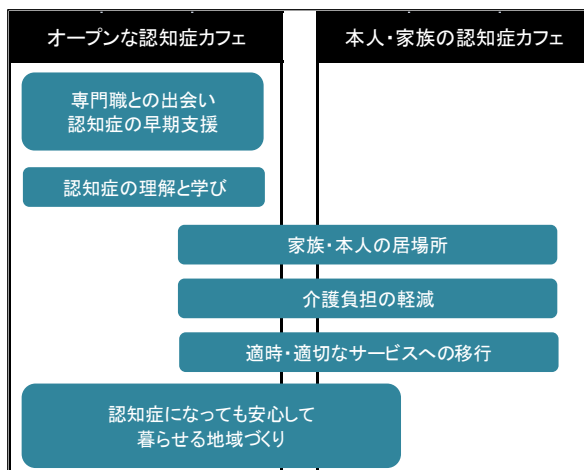 オープンな認知症カフェ
本人・家族の認知症カフェ
専門職との出会い
認知症の早期支援
認知症の理解と学び
家族・本人の居場所
介護負担の軽減
適時・適切なサービスへの移行
認知症になっても安心して
暮らせる地域づくり